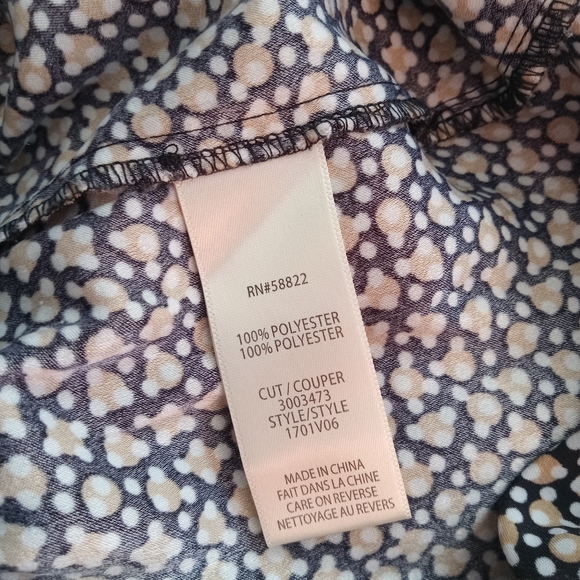 RN#58822
100% POLYESTER
100% POLYESTER
CUT / COUPER
3003473
STYLE/STYLE
1701V06
MADE IN CHINA
FAIT DANS LA CHINE
CARE ON REVERSE
NETTOYAGE AU REVERS